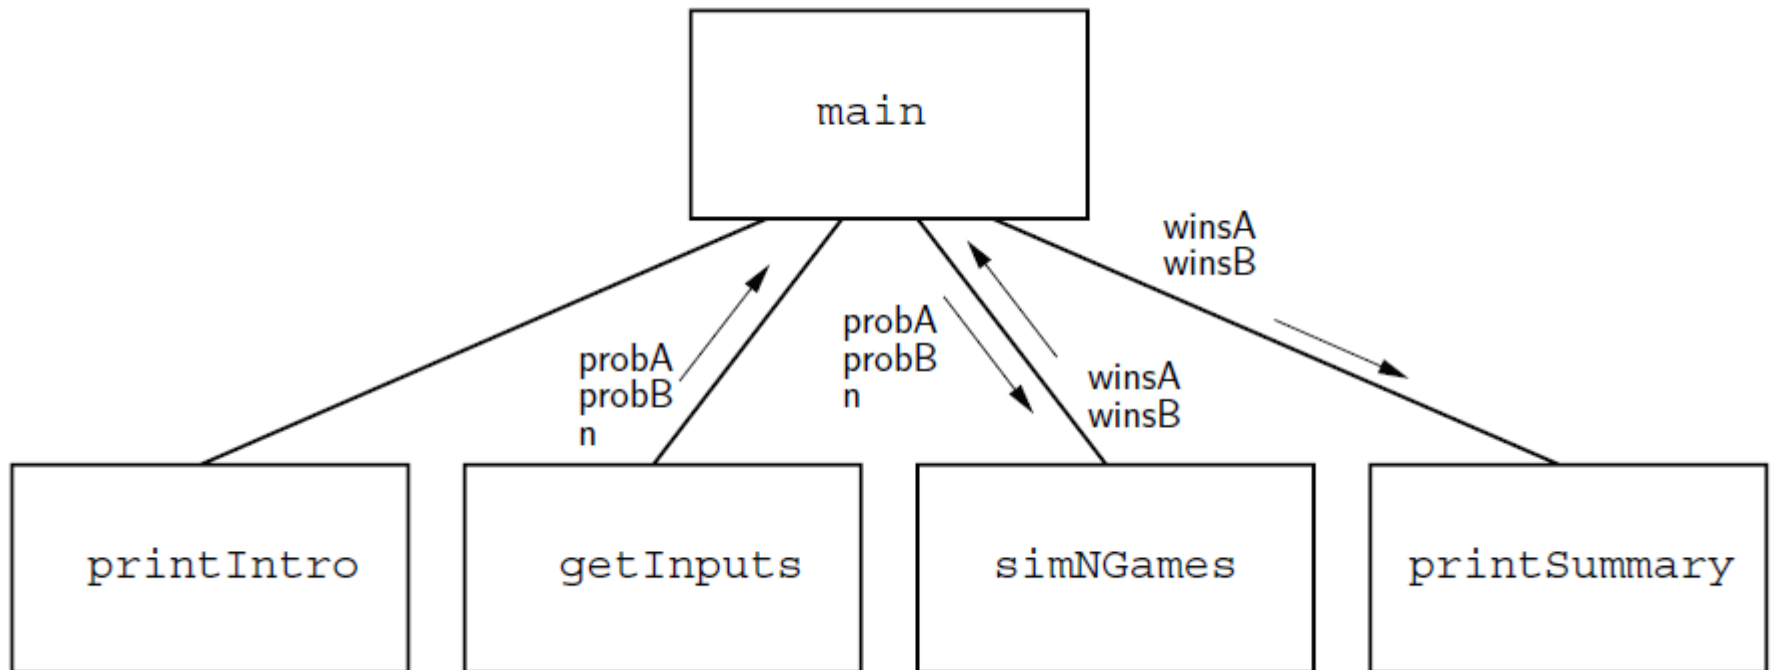 main
winsA
winsB
probA
probB
n
probA
probB
n
winsA
winsB
printIntro
getInputs
simNGames
printSummary